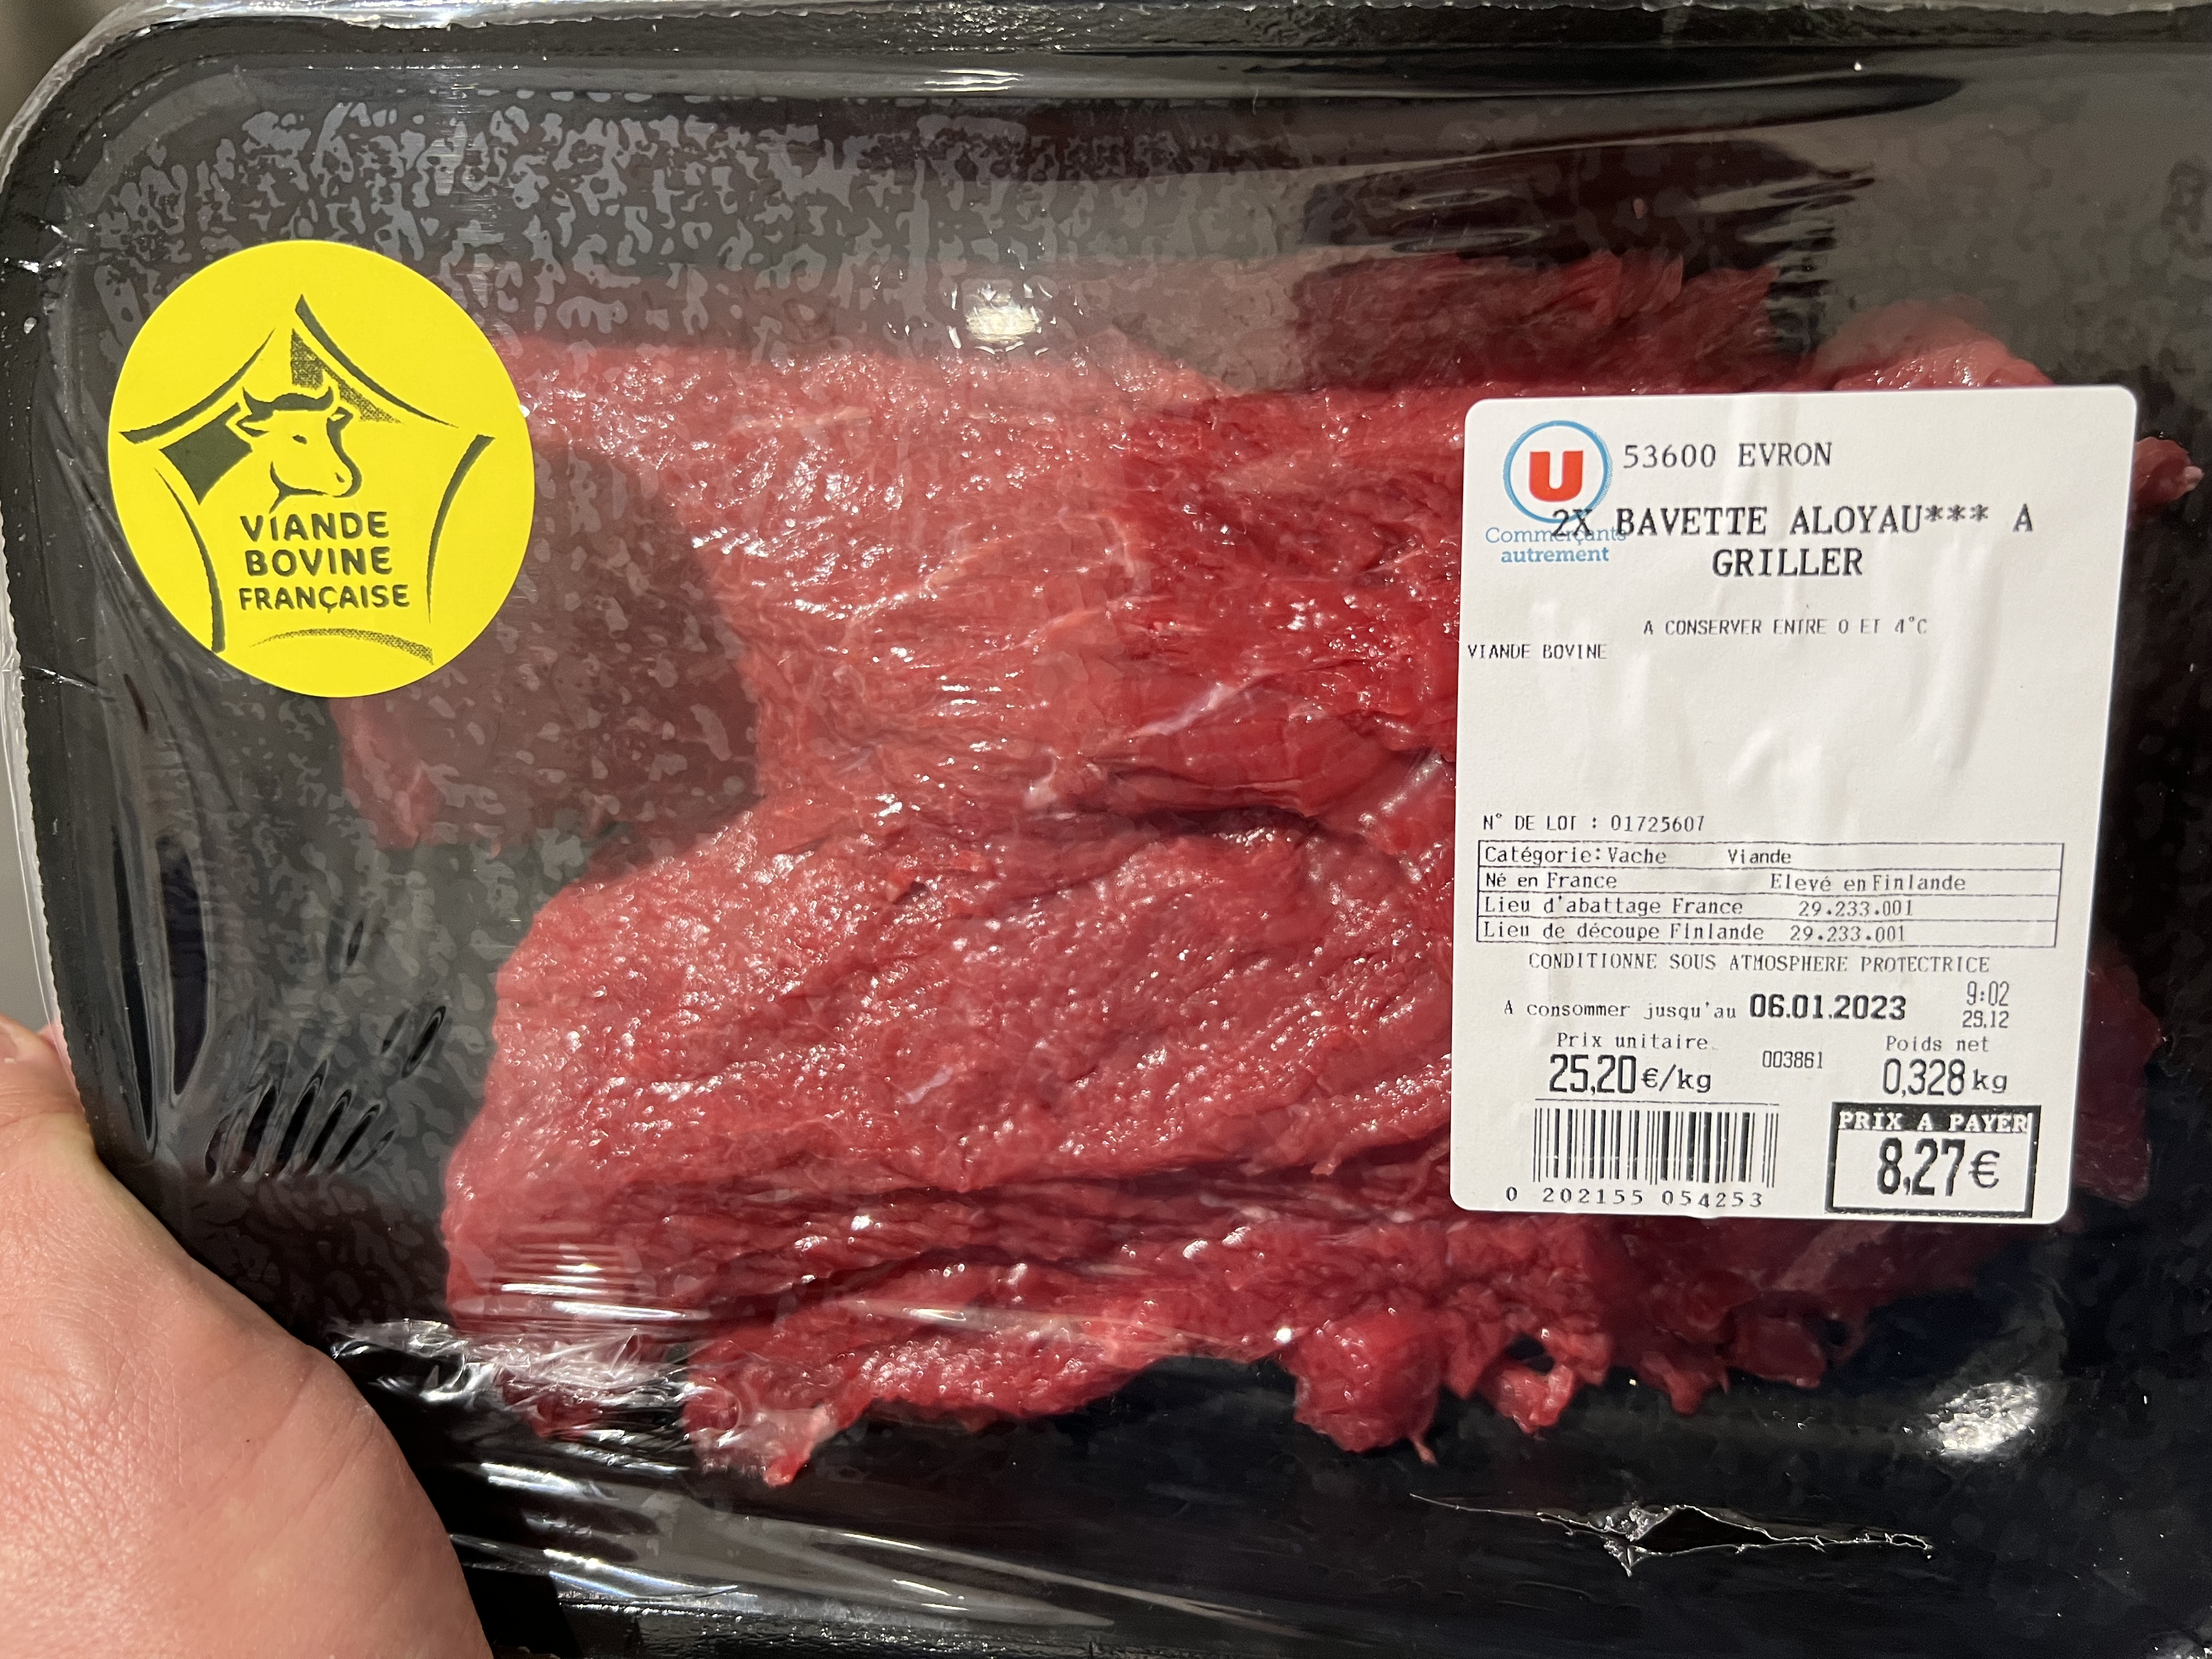 VIANDE
BOVINE
FRANÇAISE
U
Commerçants
autrement
53600 EVRON
2X BAVETTE ALOYAU*** A
GRILLER
A CONSERVER ENTRE 0 ET 4°C
VIANDE BOVINE
N° DE LOT : 01725607
Catégorie: Vache Viande
Né en France Elevé en Finlande
Lieu d'abattage France 29.233.001
Lieu de découpe Finlande 29.233.001
CONDITIONNE SOUS ATMOSPHERE PROTECTRICE
A consommer jusqu'au 06.01.2023 9:02
29.12
Prix unitaire Poids net
25,20 €/kg 003861 0,328 kg
PRIX A PAYER
8,27 €
0 202155 054253